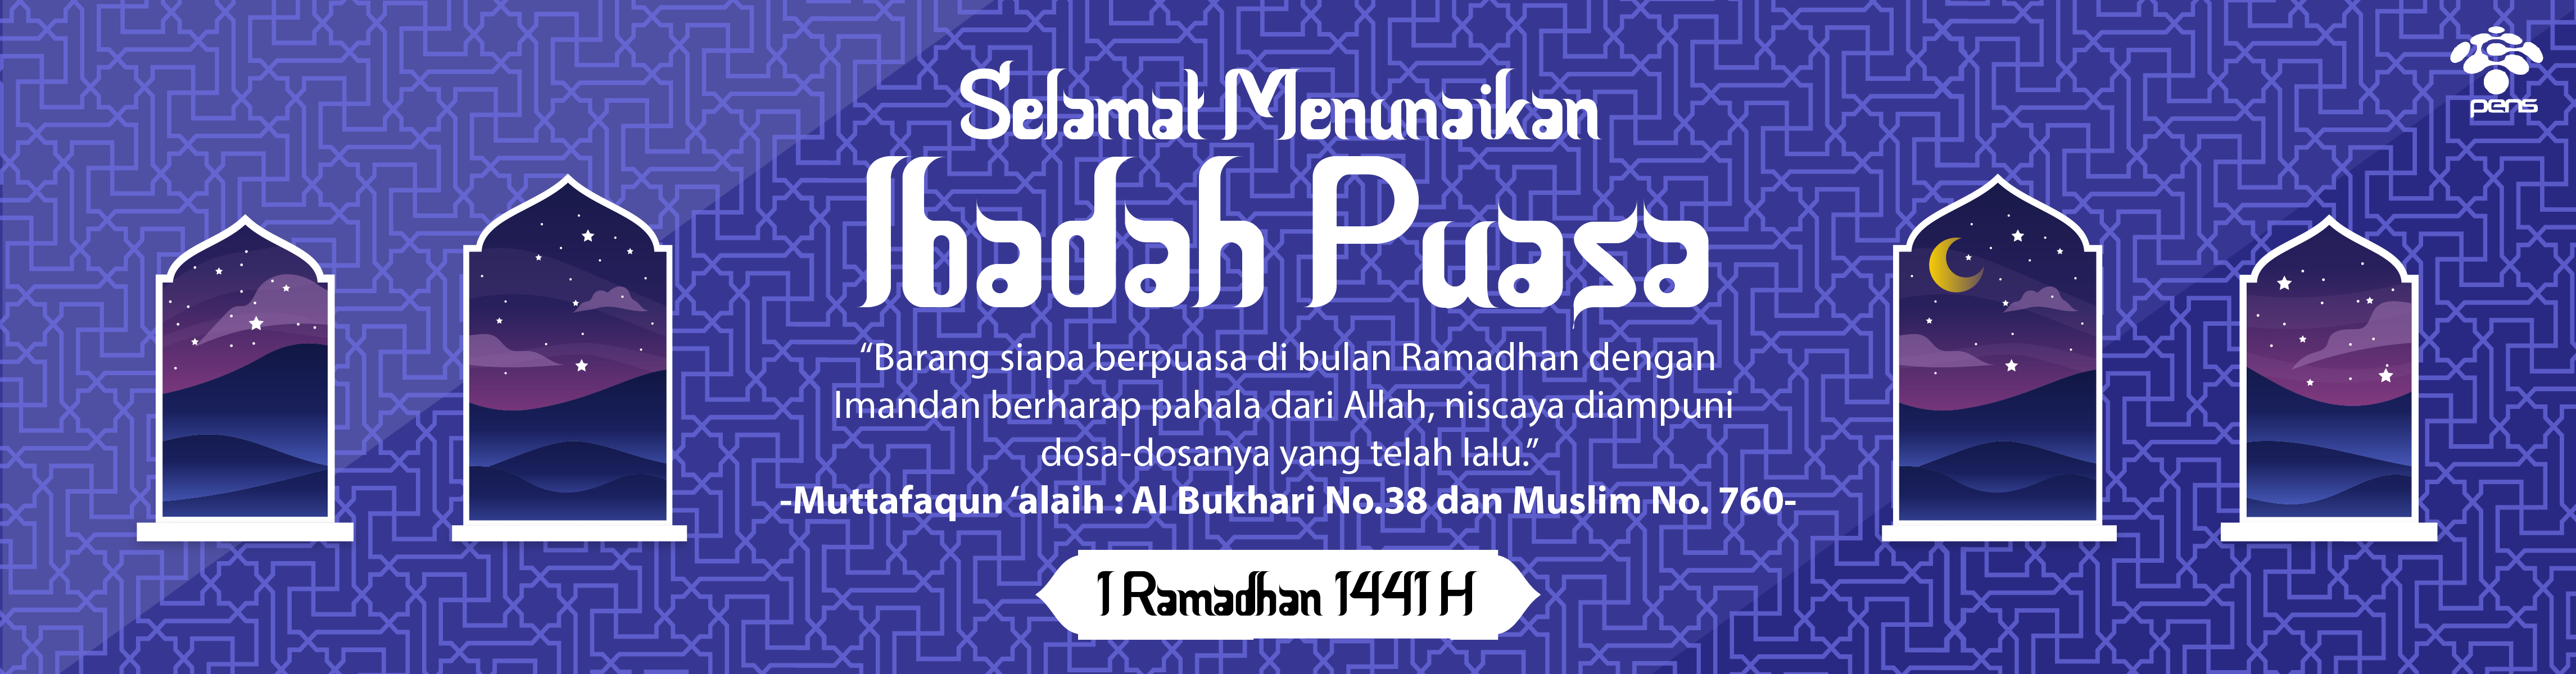 pens
Selamat Menunaikan
Ibadah Puasa
“Barang siapa berpuasa di bulan Ramadhan dengan
Imandan berharap pahala dari Allah, niscaya diampuni
dosa-dosanya yang telah lalu.”
-Muttafaqun ‘alaih : Al Bukhari No.38 dan Muslim No. 760-
1 Ramadhan 1441 H